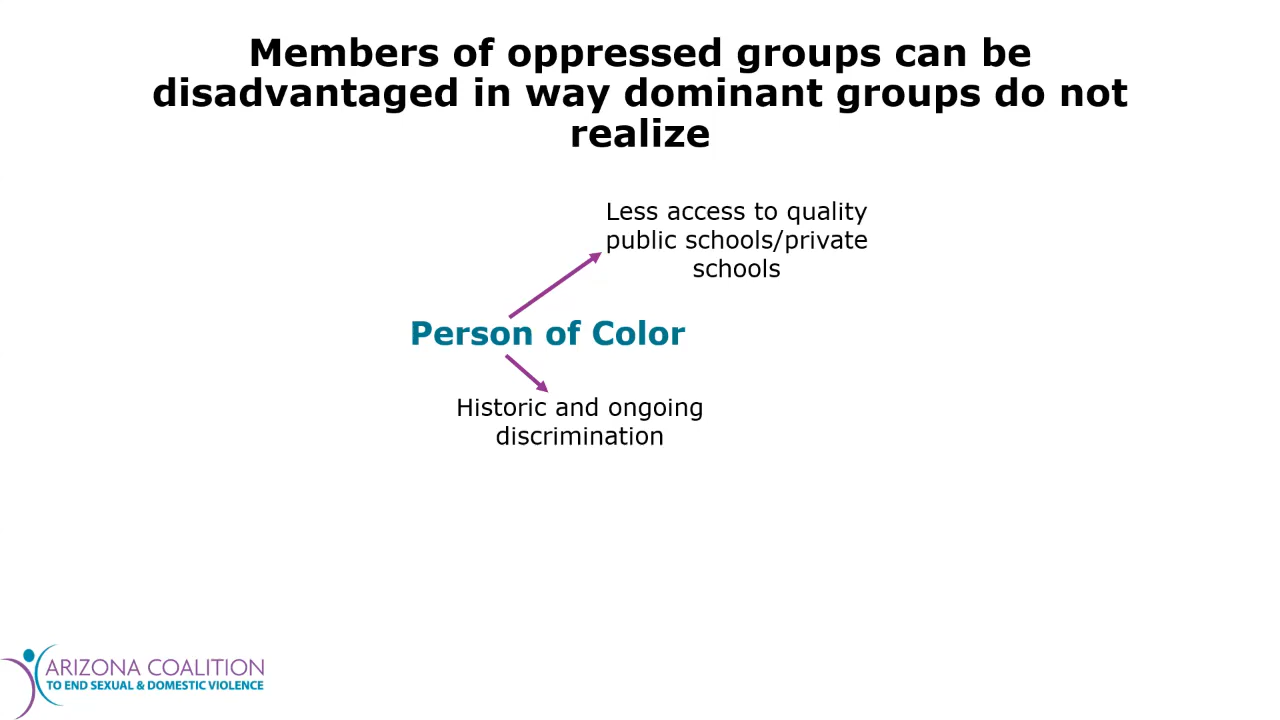 Members of oppressed groups can be
disadvantaged in way dominant groups do not
realize
Less access to quality
public schools/private
schools
Person of Color
Historic and ongoing
discrimination
ARIZONA COALITION
TO END SEXUAL & DOMESTIC VIOLENCE